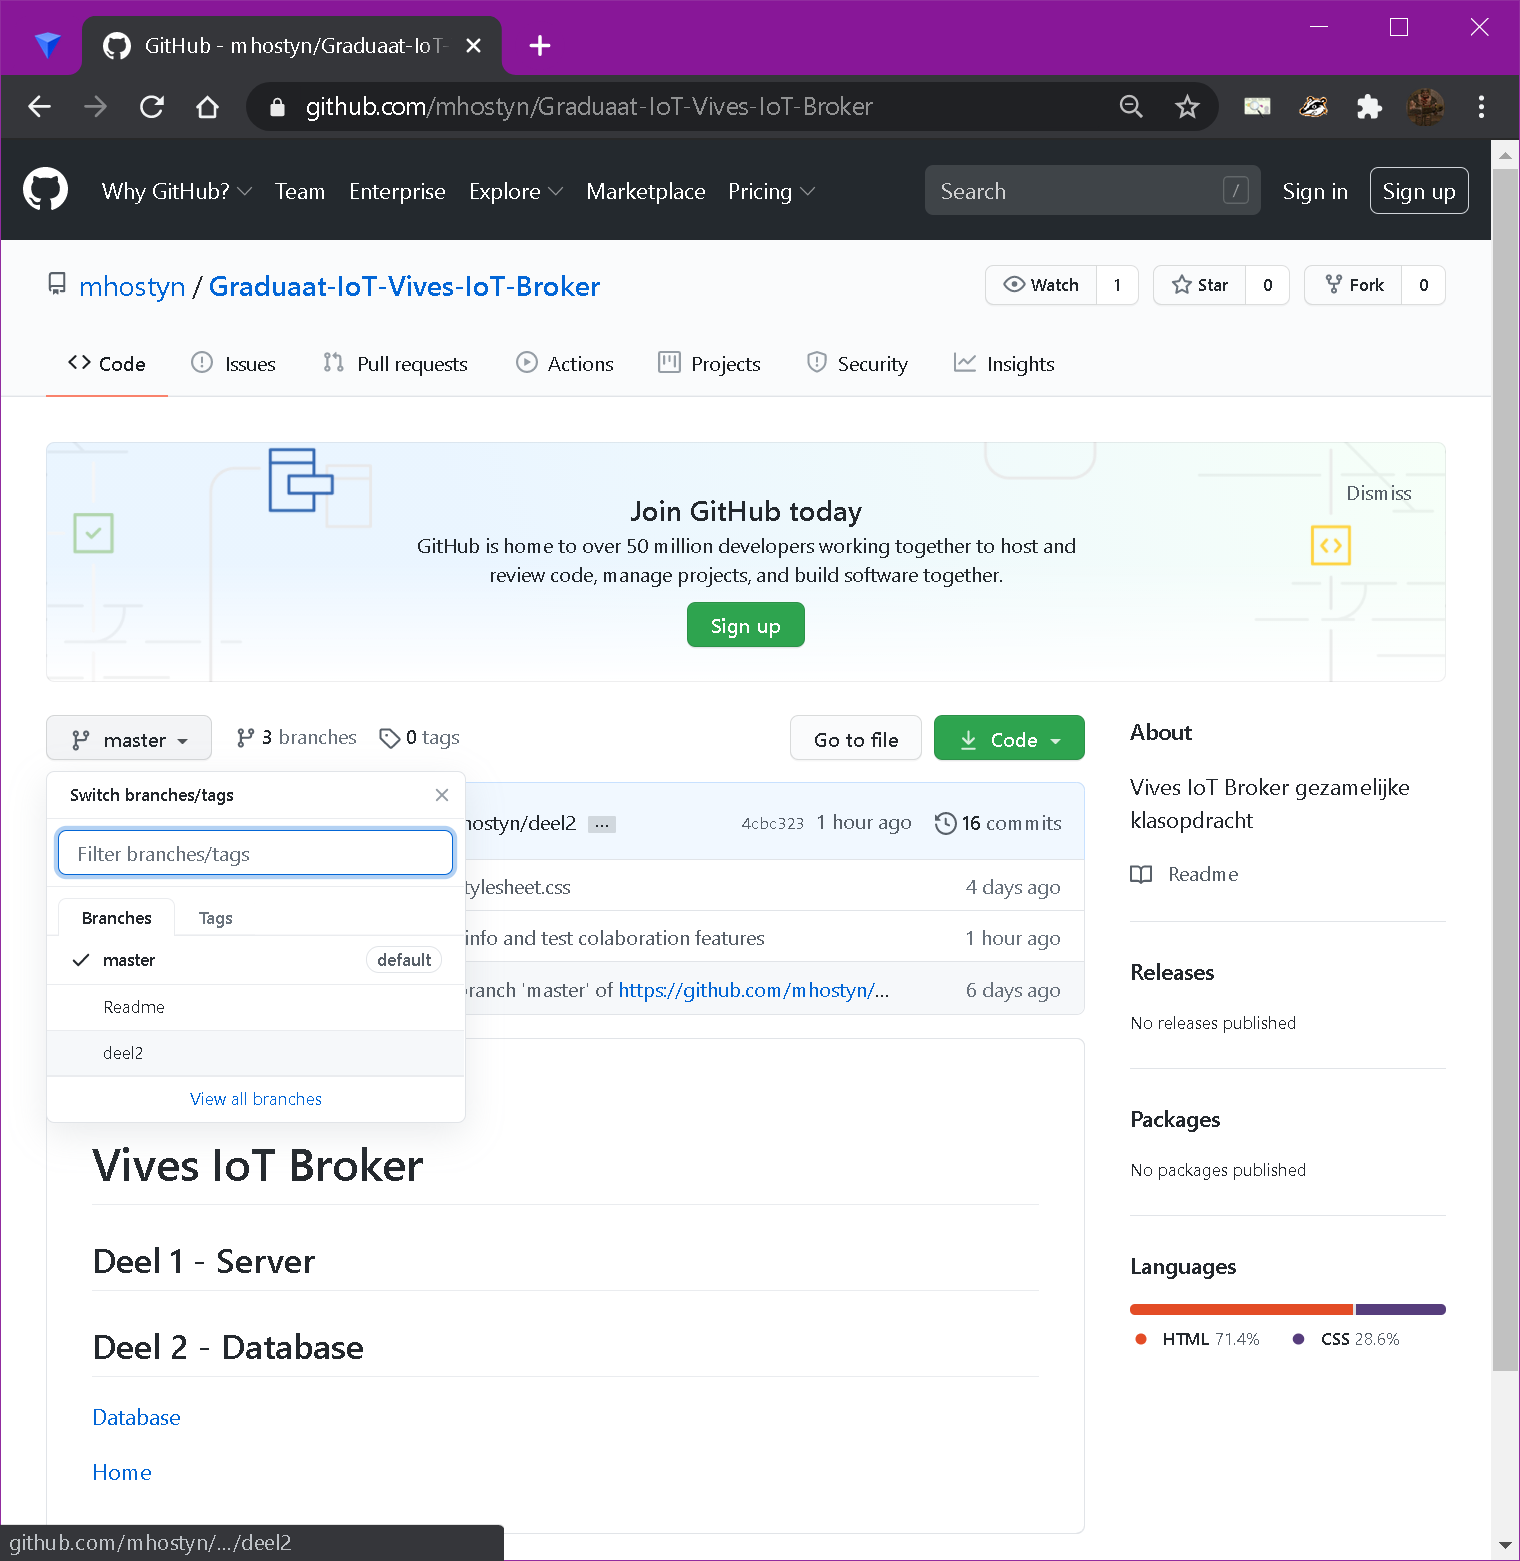 GitHub - mhostyn/Graduaat-IoT-
github.com/mhostyn/Graduaat-IoT-Vives-IoT-Broker
Why GitHub? Team Enterprise Explore Marketplace Pricing Search / Sign in Sign up
mhostyn / Graduaat-IoT-Vives-IoT-Broker Watch 1 Star 0 Fork 0
Code Issues Pull requests Actions Projects Security Insights
Dismiss
Join GitHub today
GitHub is home to over 50 million developers working together to host and
review code, manage projects, and build software together.
Sign up
master 3 branches 0 tags Go to file Code
Switch branches/tags
Filter branches/tags
Branches Tags
master default
Readme
deel2
View all branches
hostyn/deel2 ... 4cbc323 1 hour ago 16 commits
tylesheet.css 4 days ago
info and test colaboration features 1 hour ago
ranch 'master' of https://github.com/mhostyn/... 6 days ago
Vives IoT Broker
Deel 1 - Server
Deel 2 - Database
Database
Home
About
Vives IoT Broker gezamelijke
klasopdracht
Readme
Releases
No releases published
Packages
No packages published
Languages
HTML 71.4% CSS 28.6%
github.com/mhostyn/.../deel2